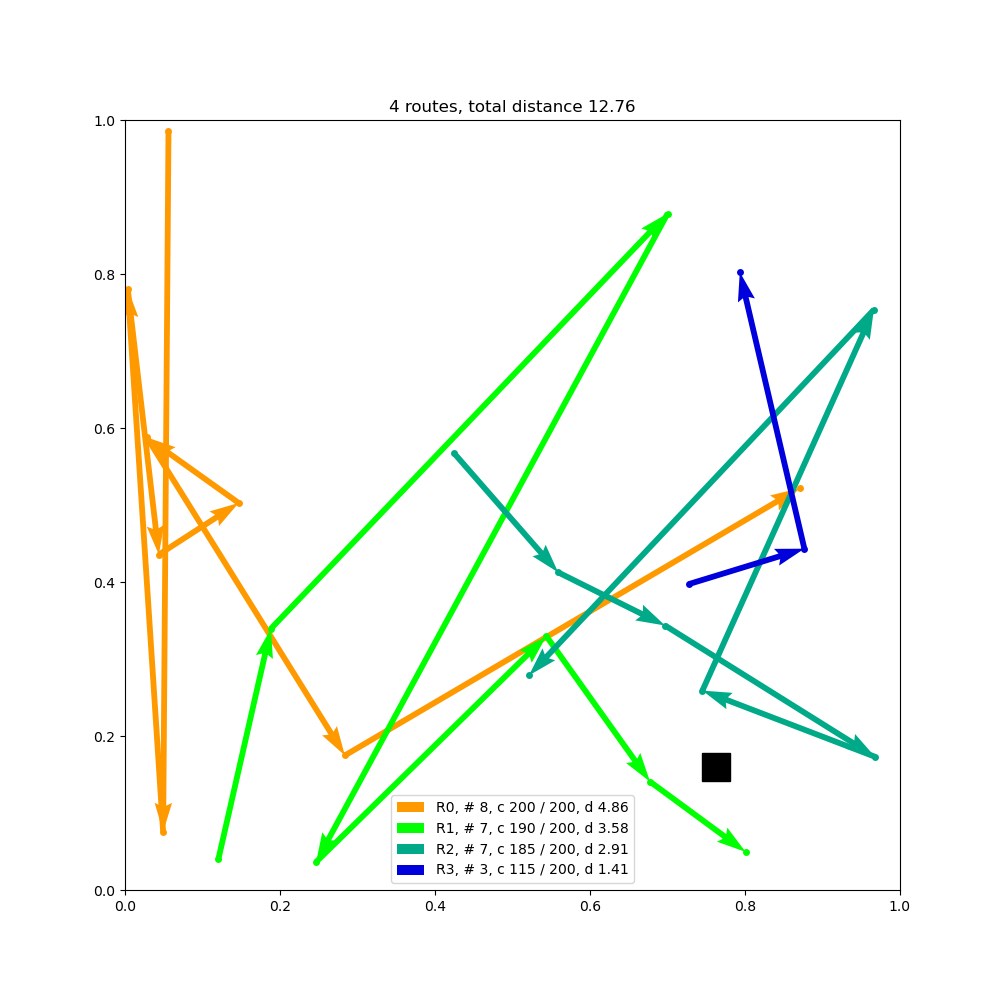 4 routes, total distance 12.76
1.0
0.8
0.6
0.4
0.2
0.0
0.0 0.2 0.4 0.6 0.8 1.0
R0, # 8, c 200 / 200, d 4.86
R1, # 7, c 190 / 200, d 3.58
R2, # 7, c 185 / 200, d 2.91
R3, # 3, c 115 / 200, d 1.41